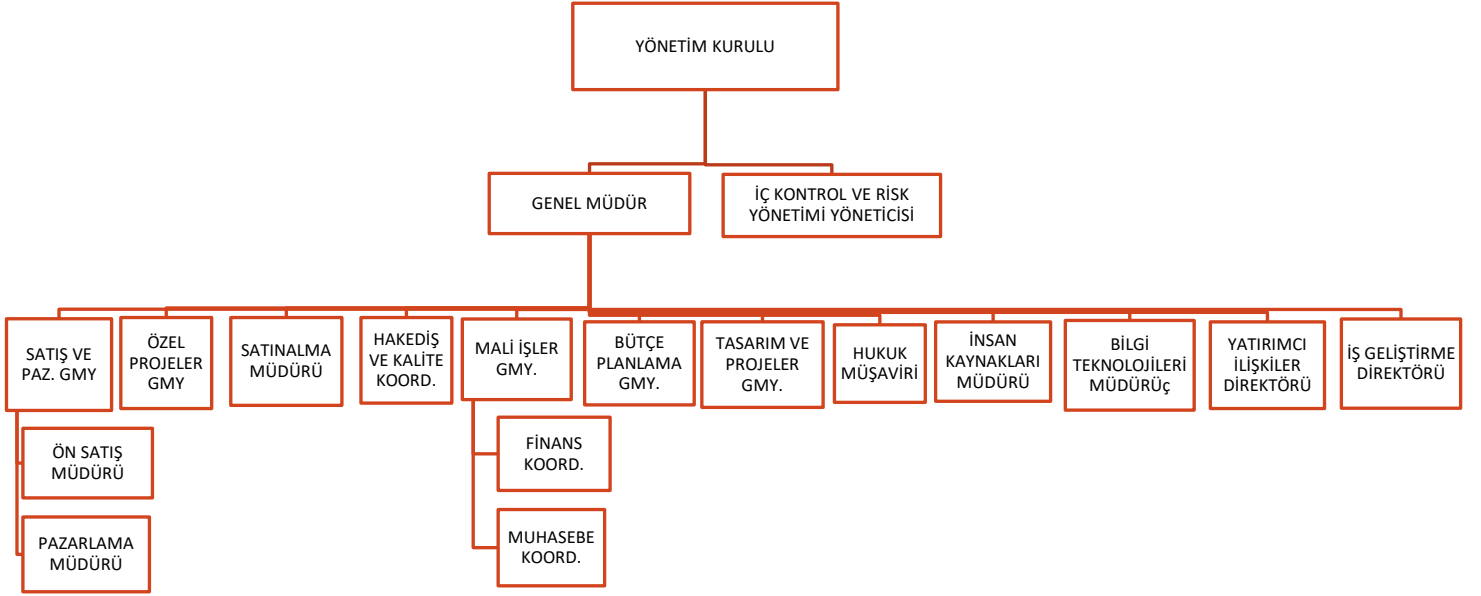 YÖNETİM KURULU
GENEL MÜDÜR
İÇ KONTROL VE RİSK
YÖNETİMİ YÖNETİCİSİ
SATIŞ VE
PAZ. GMY
ÖZEL
PROJELER
GMY
SATINALMA
MÜDÜRÜ
HAKEDİŞ
VE KALİTE
KOORD.
MALİ İŞLER
GMY.
BÜTÇE
PLANLAMA
GMY.
TASARIM VE
PROJELER
GMY.
HUKUK
MÜŞAVİRİ
İNSAN
KAYNAKLARI
MÜDÜRÜ
BİLGİ
TEKNOLOJİLERİ
MÜDÜRÜç
YATIRIMCI
İLİŞKİLER
DİREKTÖRÜ
İŞ GELİŞTİRME
DİREKTÖRÜ
ÖN SATIŞ
MÜDÜRÜ
PAZARLAMA
MÜDÜRÜ
FİNANS
KOORD.
MUHASEBE
KOORD.